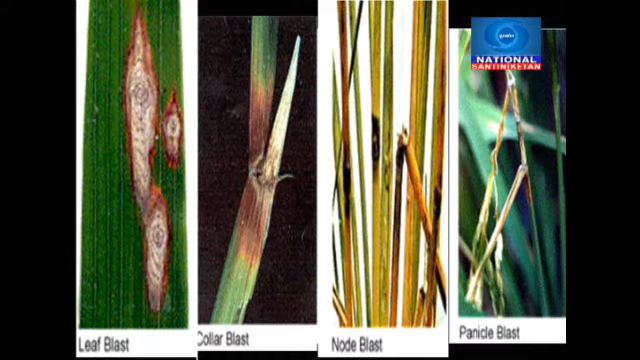 NATIONAL
SANTINIKETAN
Leaf Blast
Collar Blast
Node Blast
Panicle Blast